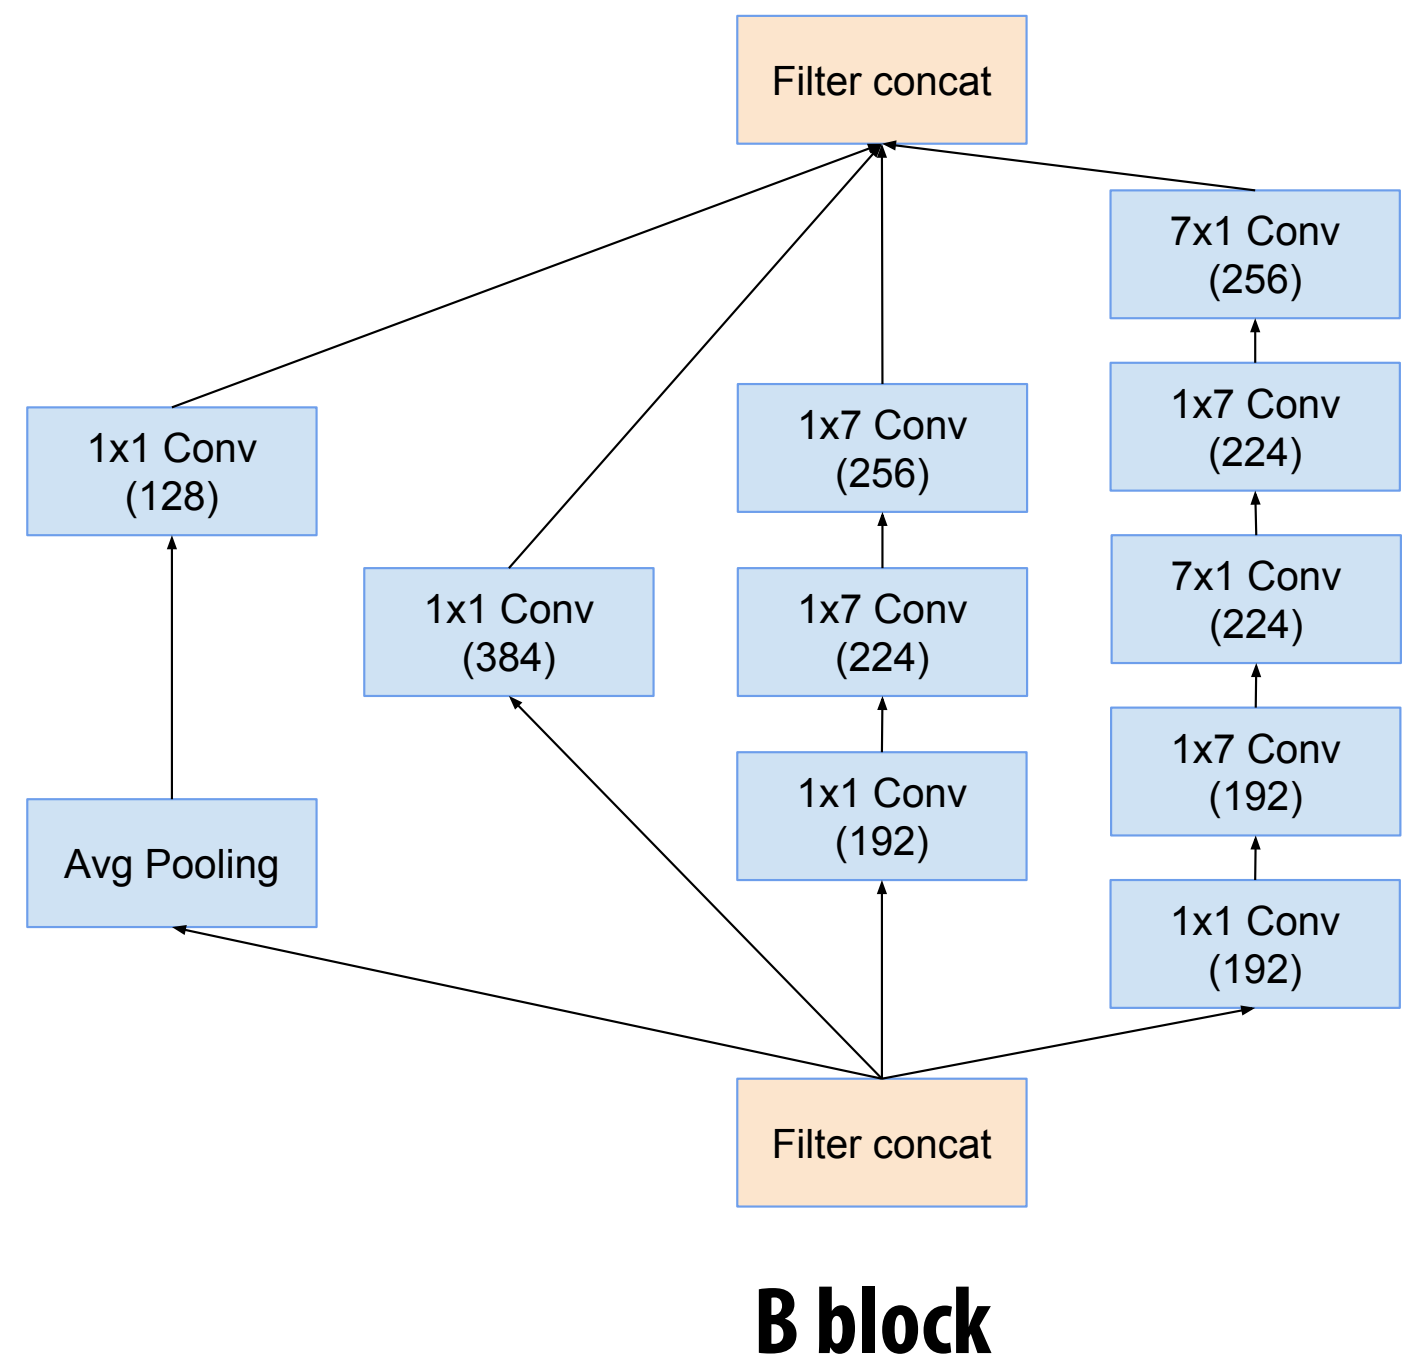 Filter concat
7x1 Conv
(256)
1x7 Conv
(224)
1x1 Conv
(128)
1x7 Conv
(256)
7x1 Conv
(224)
1x1 Conv
(384)
1x7 Conv
(224)
1x7 Conv
(192)
1x1 Conv
(192)
Avg Pooling
1x1 Conv
(192)
Filter concat
B block